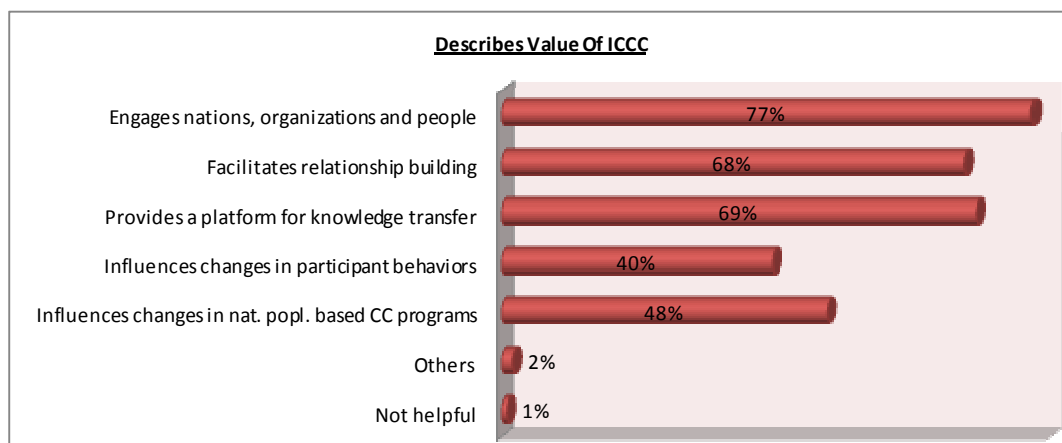 Describes Value Of ICCC
Engages nations, organizations and people
77%
Facilitates relationship building
68%
Provides a platform for knowledge transfer
69%
Influences changes in participant behaviors
40%
Influences changes in nat. popl. based CC programs
48%
Others
2%
Not helpful
1%